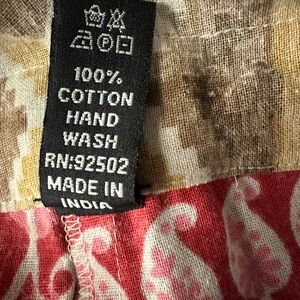 100%
COTTON
HAND
WASH
RN:92502
MADE IN
INDIA